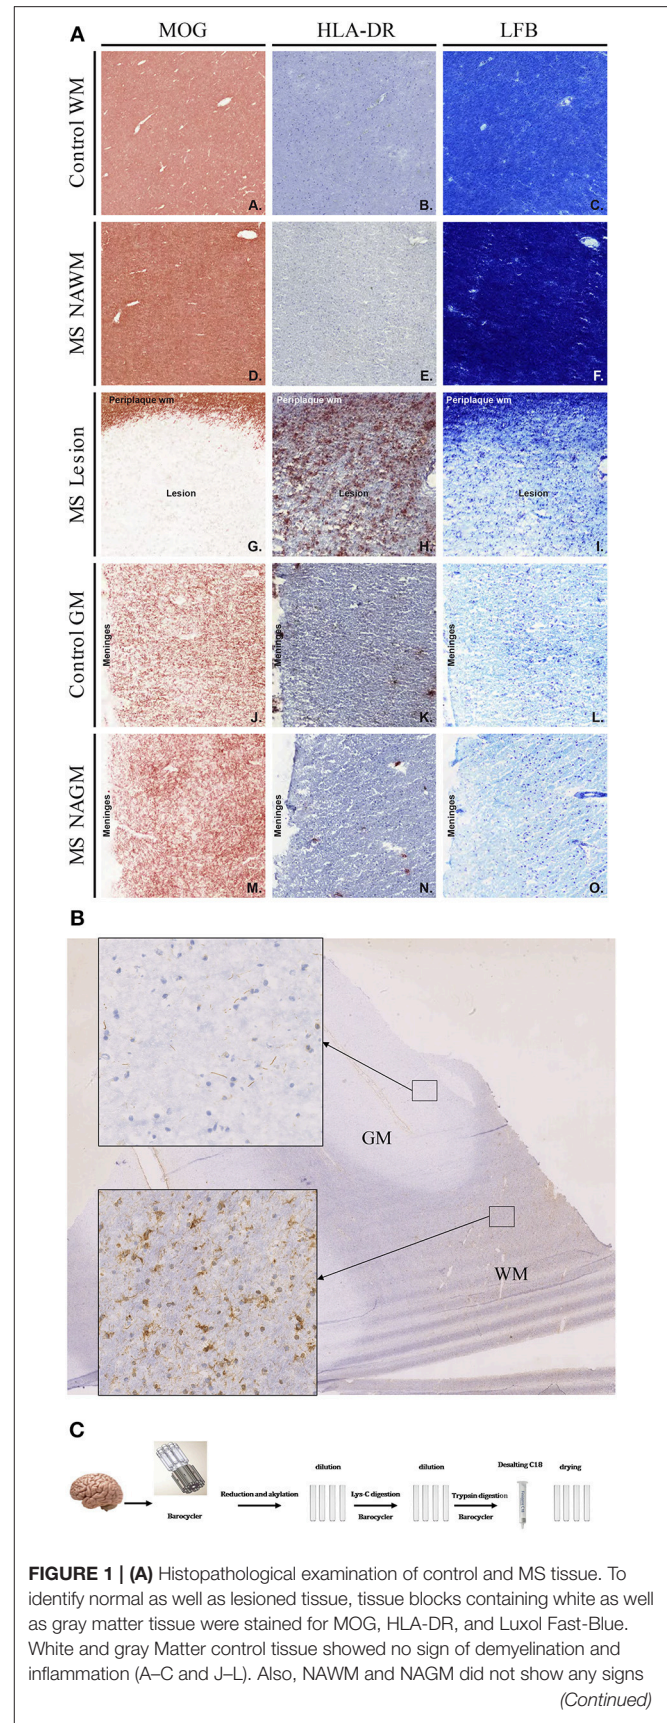 A
MOG HLA-DR LFB
Control WM
A. B. C.
MS NAWM
D. E. F.
MS Lesion
Periplaque wm Periplaque wm Periplaque wm
Lesion Lesion Lesion
G. H. I.
Control GM
Meninges Meninges Meninges
J. K. L.
MS NAGM
Meninges Meninges Meninges
M. N. O.
B
GM
WM
C
dilution dilution Desalting C18 drying
Reduction and akylation Lys-C digestion Trypsin digestion
Barocycler Barocycler Barocycler
FIGURE 1 | (A) Histopathological examination of control and MS tissue. To
identify normal as well as lesioned tissue, tissue blocks containing white as well
as gray matter tissue were stained for MOG, HLA-DR, and Luxol Fast-Blue.
White and gray Matter control tissue showed no sign of demyelination and
inflammation (A–C and J–L). Also, NAWM and NAGM did not show any signs
(Continued)